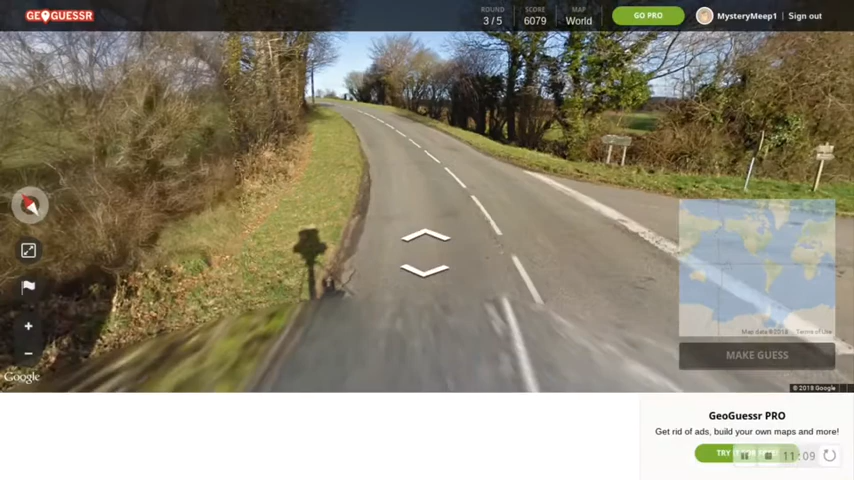 GEOGUESSR
ROUND
3 / 5
SCORE
6079
MAP
World
GO PRO
MysteryMeep1
Sign out
Map data ©2018
Terms of Use
MAKE GUESS
Google
© 2018 Google
GeoGuessr PRO
Get rid of ads, build your own maps and more!
TRY
11:09